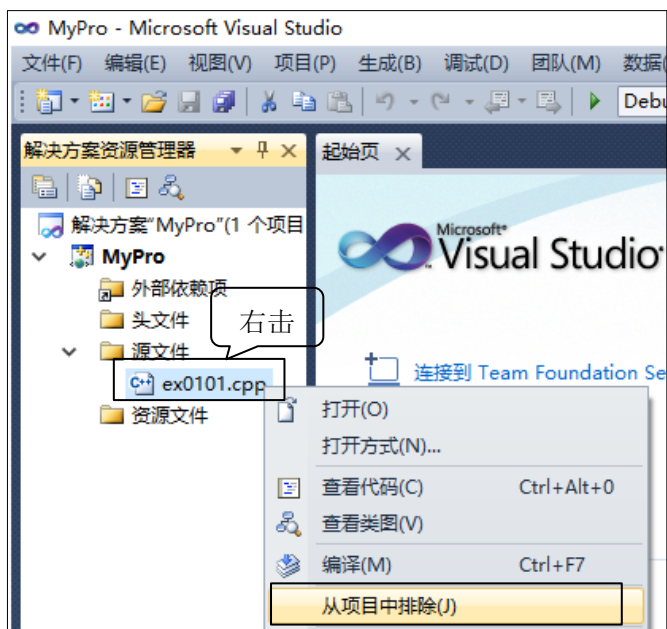 MyPro - Microsoft Visual Studio
文件(F) 编辑(E) 视图(V) 项目(P) 生成(B) 调试(D) 团队(M) 数据(
Debu
解决方案资源管理器
起始页
解决方案"MyPro"(1 个项目
MyPro
外部依赖项
头文件
源文件
ex0101.cpp
资源文件
右击
Microsoft
Visual Studio
连接到 Team Foundation Se
打开(O)
打开方式(N)...
查看代码(C) Ctrl+Alt+0
查看类图(V)
编译(M) Ctrl+F7
从项目中排除(J)